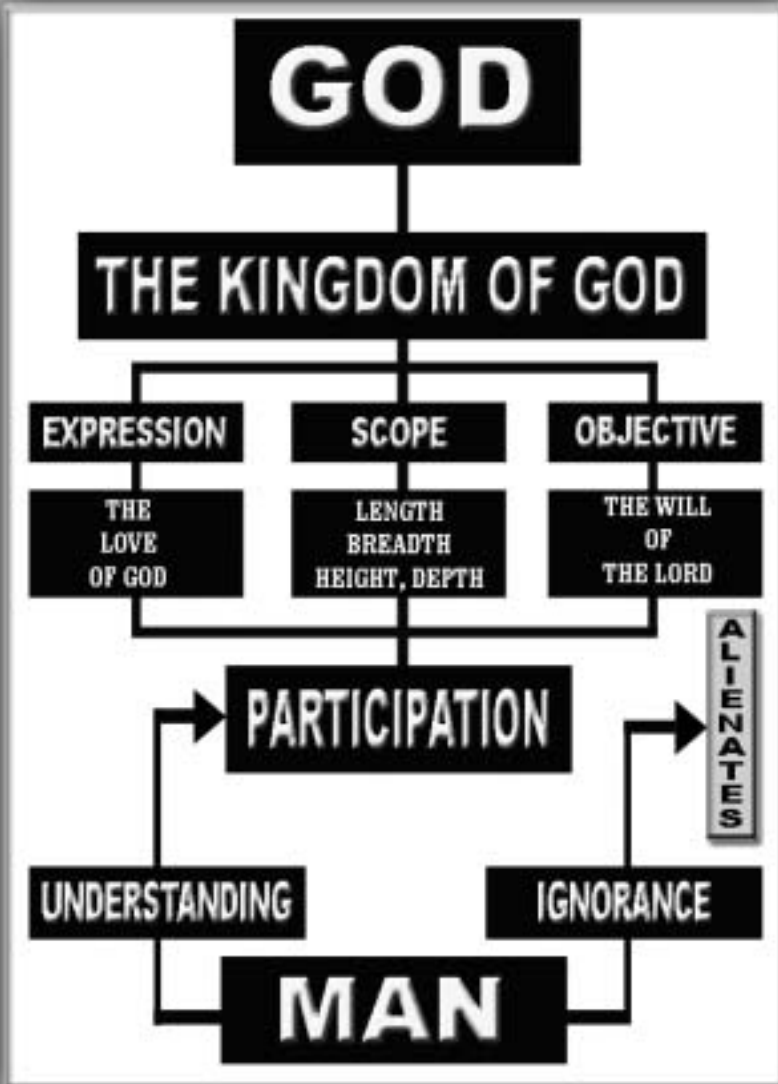 GOD
THE KINGDOM OF GOD
EXPRESSION
THE
LOVE
OF GOD
SCOPE
LENGTH
BREADTH
HEIGHT, DEPTH
OBJECTIVE
THE WILL
OF
THE LORD
PARTICIPATION
ALIENATES
UNDERSTANDING
IGNORANCE
MAN